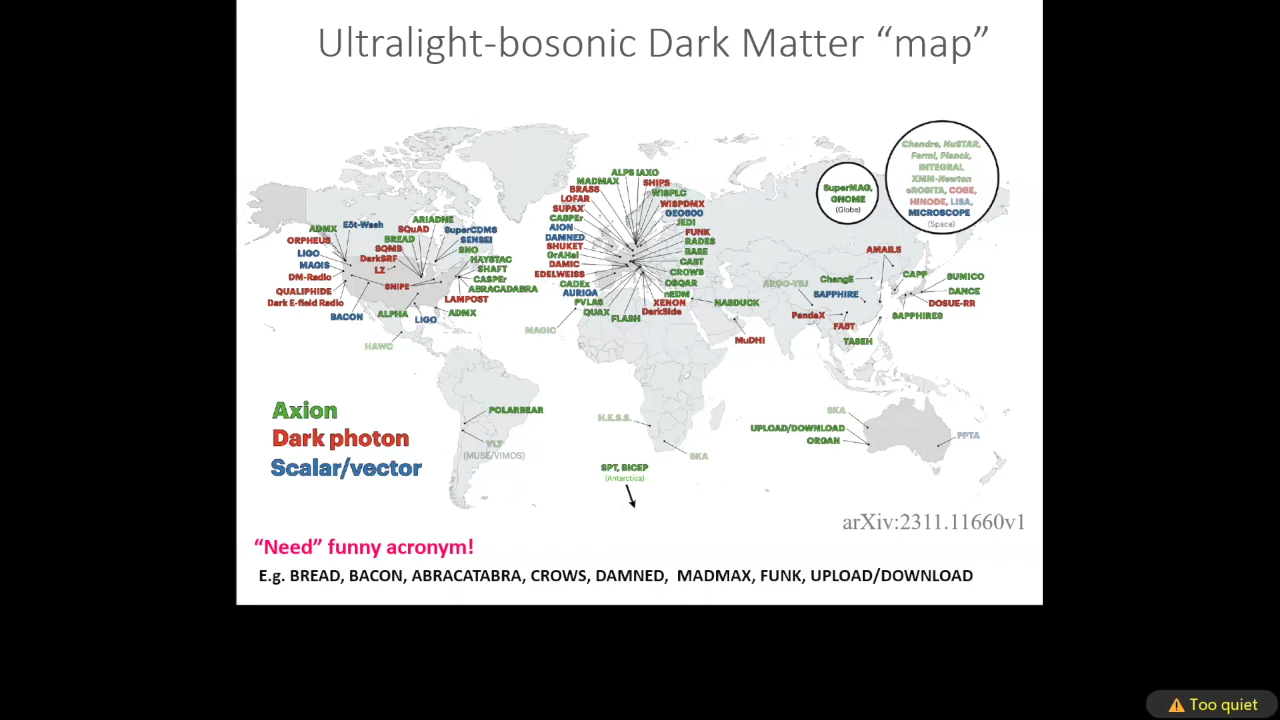 Ultralight-bosonic Dark Matter “map”
ADMX
Eöt-Wash
ARIADNE
ORPHEUS
SQuAD
SuperCDMS
BREAD
SENSEI
LIGO
SQMS
SNO
MAGIS
DarkSRF
HAYSTAC
LZ
SHAFT
DM-Radio
CASPEr
SNIPE
ABRACADABRA
QUALIPHIDE
LAMPOST
Dark E-field Radio
BACON
ALPHA
LIGO
ADMX
HAWC
ALPS
IAXO
MADMAX
SHIPS
BRASS
WISPLC
LOFAR
WISPDMX
SUPAX
GEO600
CASPEr
JEDI
AION
FUNK
DAMNED
RADES
SHUKET
BASE
GrAHal
CAST
DAMIC
CROWS
EDELWEISS
OSQAR
CADEx
nEDM
AURIGA
XENON
PVLAS
DarkSide
QUAX
FLASH
NASDUCK
MAGIC
MuDHI
SuperMAG,
GNOME
(Globe)
Chandra, NuSTAR,
Fermi, Planck,
INTEGRAL
XMM-Newton
eROSITA, COBE,
HINODE, LISA,
MICROSCOPE
(Space)
AMAILS
ARGO-YBJ
ChangE
CAPP
SUMICO
SAPPHIRE
DANCE
DOSUE-RR
PandaX
SAPPHIRES
FAST
TASEH
POLARBEAR
VLT
(MUSE/VIMOS)
H.E.S.S.
SKA
SPT, BICEP
(Antarctica)
SKA
UPLOAD/DOWNLOAD
ORGAN
PPTA
Axion
Dark photon
Scalar/vector
arXiv:2311.11660v1
“Need” funny acronym!
E.g. BREAD, BACON, ABRACATABRA, CROWS, DAMNED, MADMAX, FUNK, UPLOAD/DOWNLOAD
Too quiet